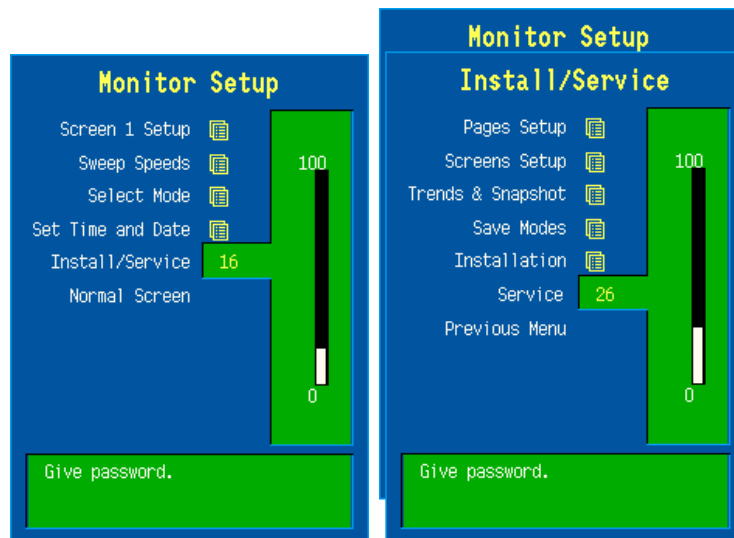 Monitor Setup
Screen 1 Setup
Sweep Speeds
100
Select Mode
Set Time and Date
Install/Service 16
Normal Screen
0
Give password.
Monitor Setup
Install/Service
Pages Setup
Screens Setup
100
Trends & Snapshot
Save Modes
Installation
Service 26
Previous Menu
0
Give password.